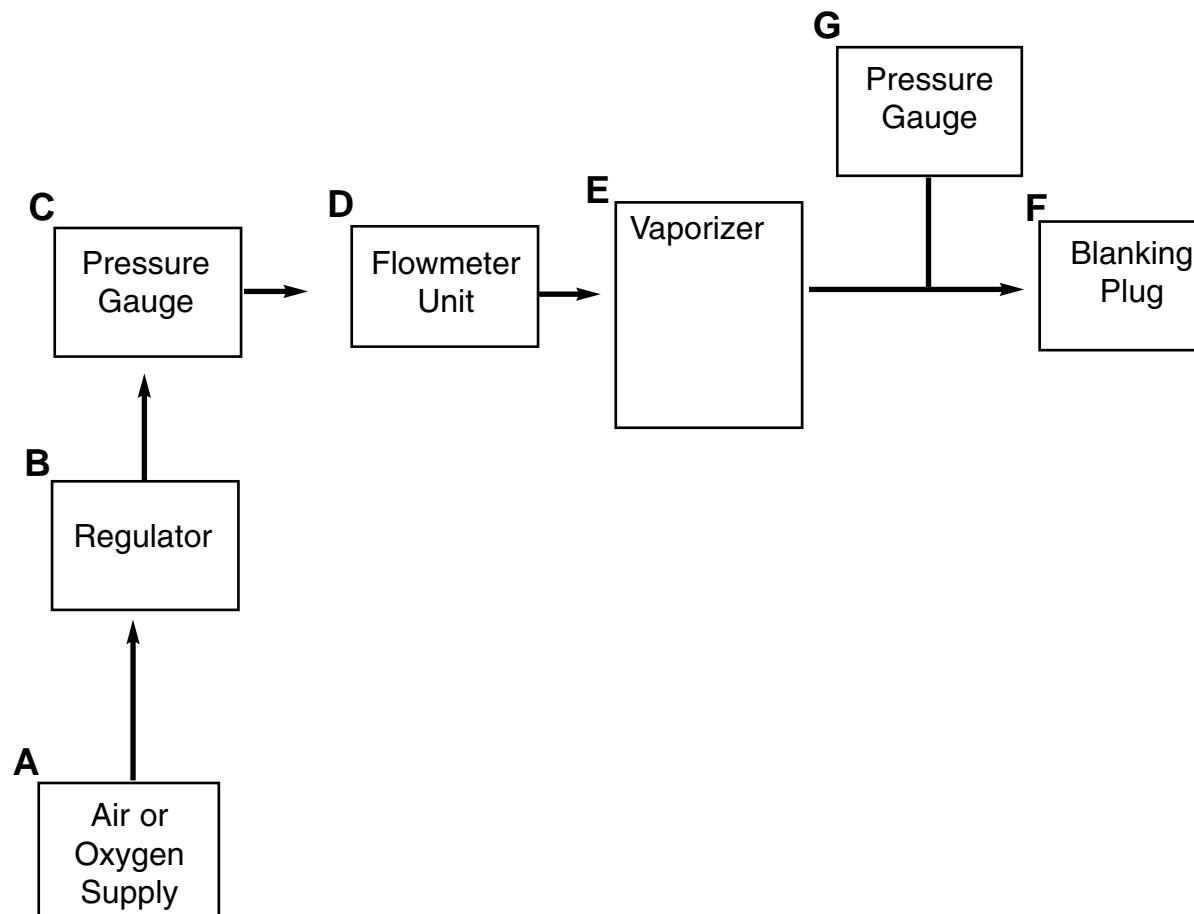 G
Pressure
Gauge
C
Pressure
Gauge
D
Flowmeter
Unit
E
Vaporizer
F
Blanking
Plug
B
Regulator
A
Air or
Oxygen
Supply